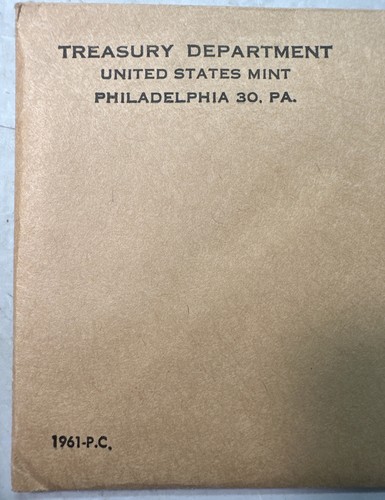 TREASURY DEPARTMENT
UNITED STATES MINT
PHILADELPHIA 30, PA.
1961-P.C.